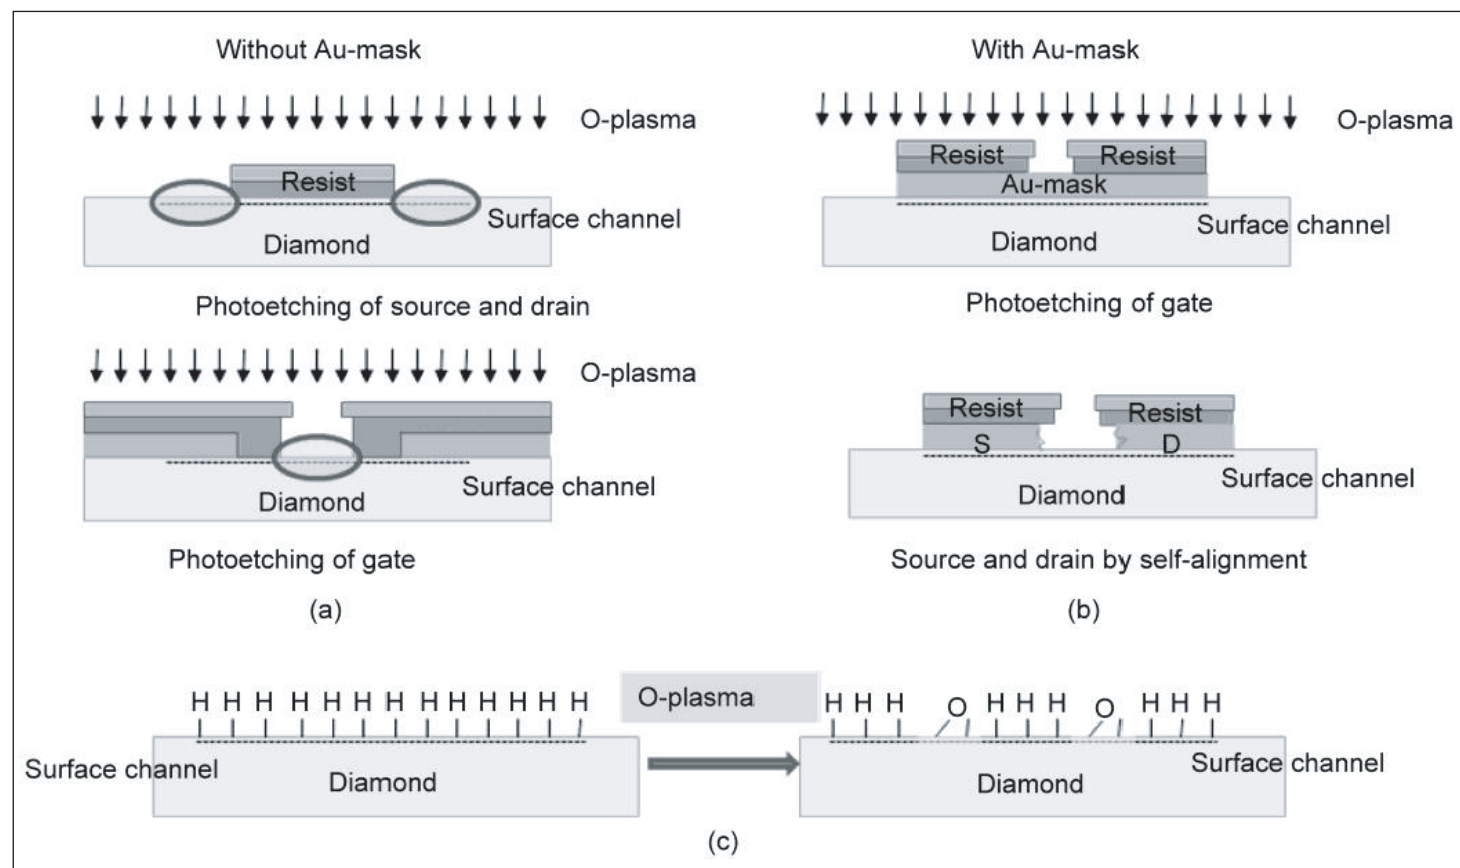 Without Au-mask
O-plasma
Resist
Surface channel
Diamond
Photoetching of source and drain
O-plasma
Surface channel
Diamond
Photoetching of gate
(a)
With Au-mask
O-plasma
Resist Resist
Au-mask
Surface channel
Diamond
Photoetching of gate
Resist Resist
S D
Surface channel
Diamond
Source and drain by self-alignment
(b)
H H H H H H H H H H H H
Surface channel
Diamond
O-plasma
H H H O H H H O H H H
Surface channel
Diamond
(c)